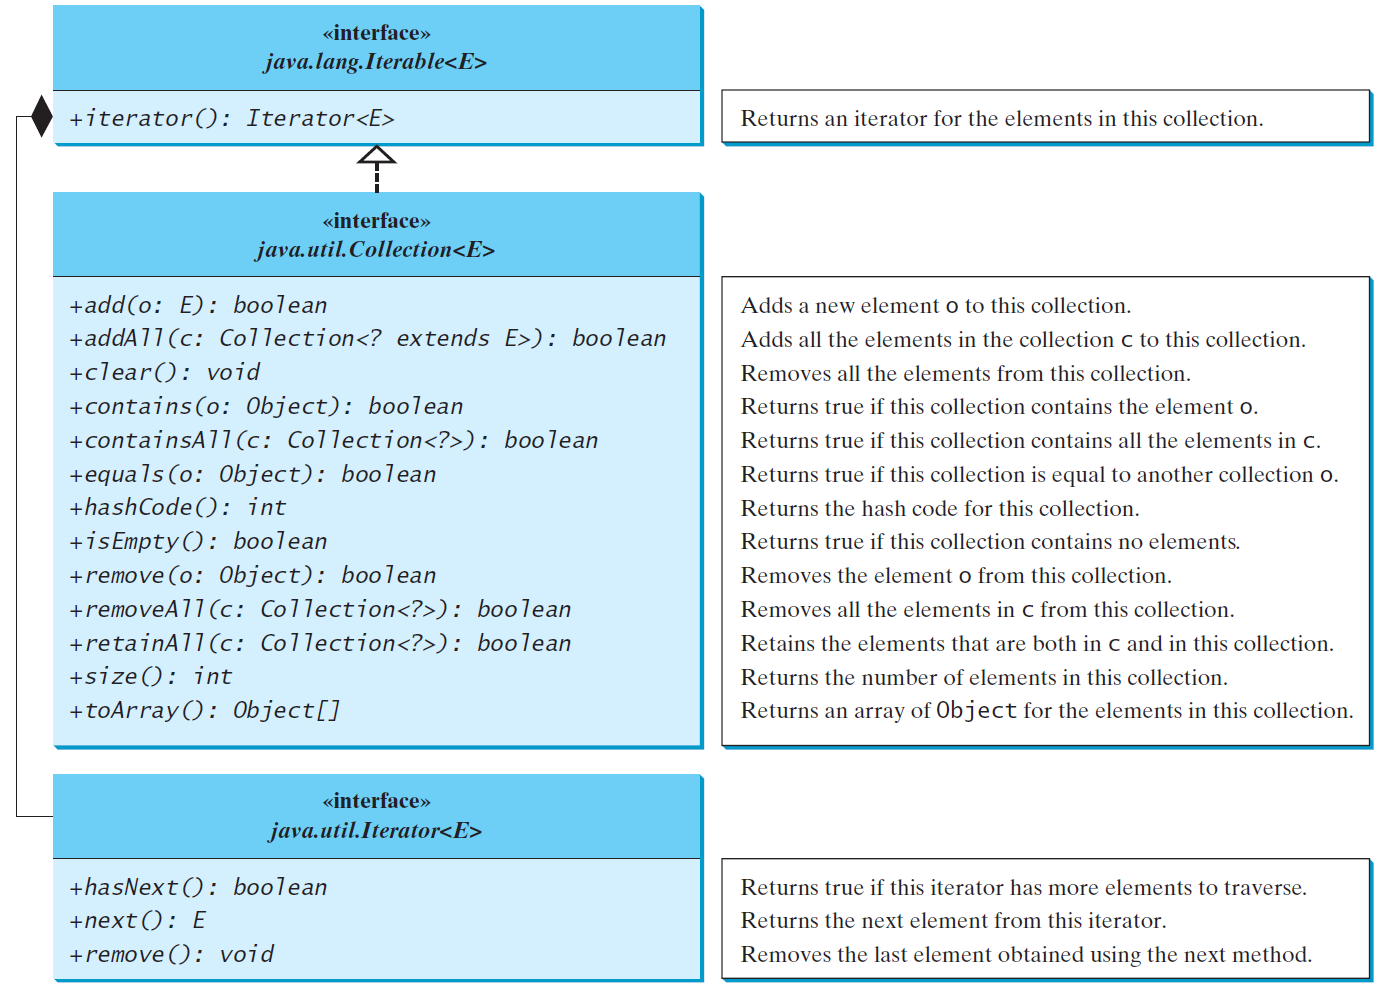 «interface»
java.lang.Iterable<E>
+iterator(): Iterator<E>
Returns an iterator for the elements in this collection.
«interface»
java.util.Collection<E>
+add(o: E): boolean
Adds a new element o to this collection.
+addAll(c: Collection<? extends E>): boolean
Adds all the elements in the collection c to this collection.
+clear(): void
Removes all the elements from this collection.
+contains(o: Object): boolean
Returns true if this collection contains the element o.
+containsAll(c: Collection<?>): boolean
Returns true if this collection contains all the elements in c.
+equals(o: Object): boolean
Returns true if this collection is equal to another collection o.
+hashCode(): int
Returns the hash code for this collection.
+isEmpty(): boolean
Returns true if this collection contains no elements.
+remove(o: Object): boolean
Removes the element o from this collection.
+removeAll(c: Collection<?>): boolean
Removes all the elements in c from this collection.
+retainAll(c: Collection<?>): boolean
Retains the elements that are both in c and in this collection.
+size(): int
Returns the number of elements in this collection.
+toArray(): Object[]
Returns an array of Object for the elements in this collection.
«interface»
java.util.Iterator<E>
+hasNext(): boolean
Returns true if this iterator has more elements to traverse.
+next(): E
Returns the next element from this iterator.
+remove(): void
Removes the last element obtained using the next method.